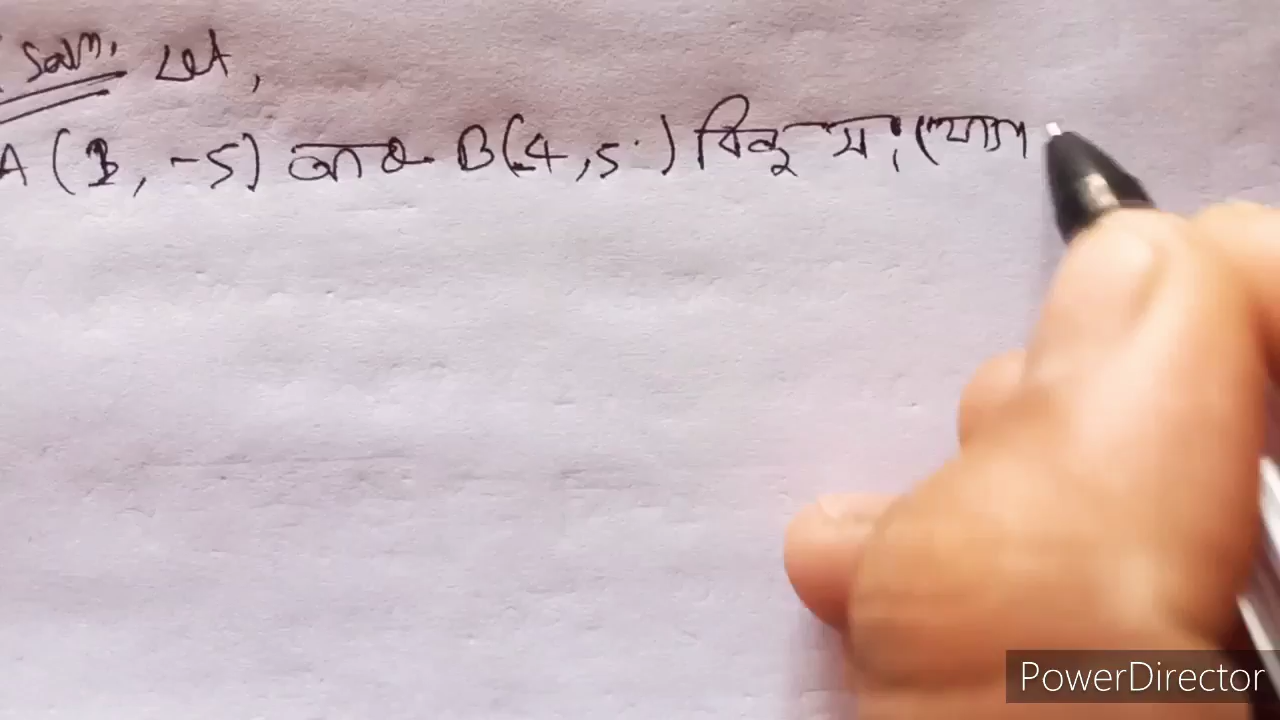 Soln. Let,
A (3, -5) আৰু B(4,5) বিন্দু সংযোগ
PowerDirector